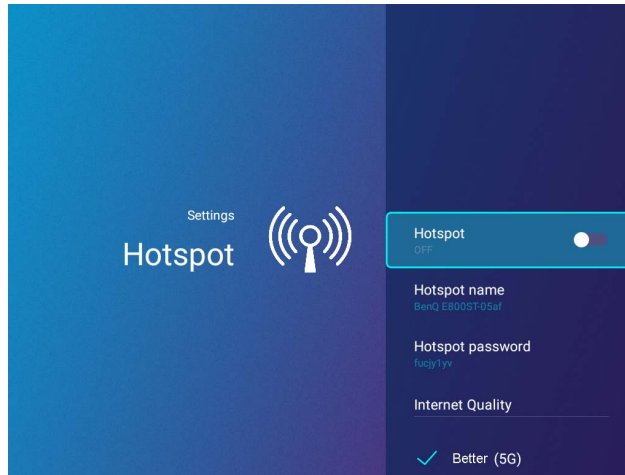 Settings
Hotspot
Hotspot
OFF
Hotspot name
BenQ E800ST-05af
Hotspot password
fucjy1yv
Internet Quality
Better (5G)